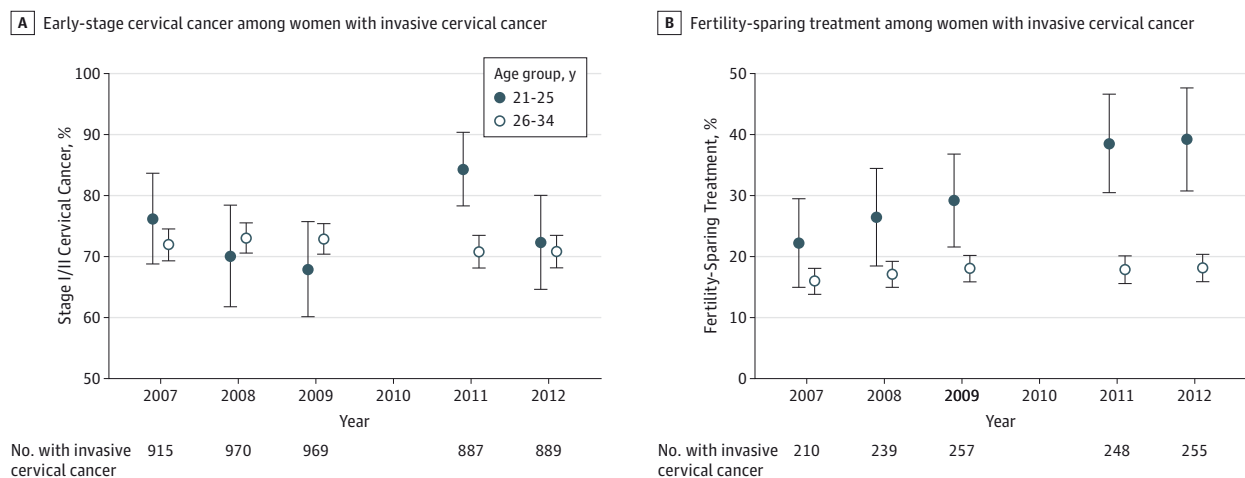 A Early-stage cervical cancer among women with invasive cervical cancer
100
90
80
70
60
50
Stage I/II Cervical Cancer, %
Age group, y
21-25
26-34
2007 2008 2009 2010 2011 2012
Year
No. with invasive 915 970 969 887 889
cervical cancer
B Fertility-sparing treatment among women with invasive cervical cancer
50
40
30
20
10
0
Fertility-Sparing Treatment, %
2007 2008 2009 2010 2011 2012
Year
No. with invasive 210 239 257 248 255
cervical cancer